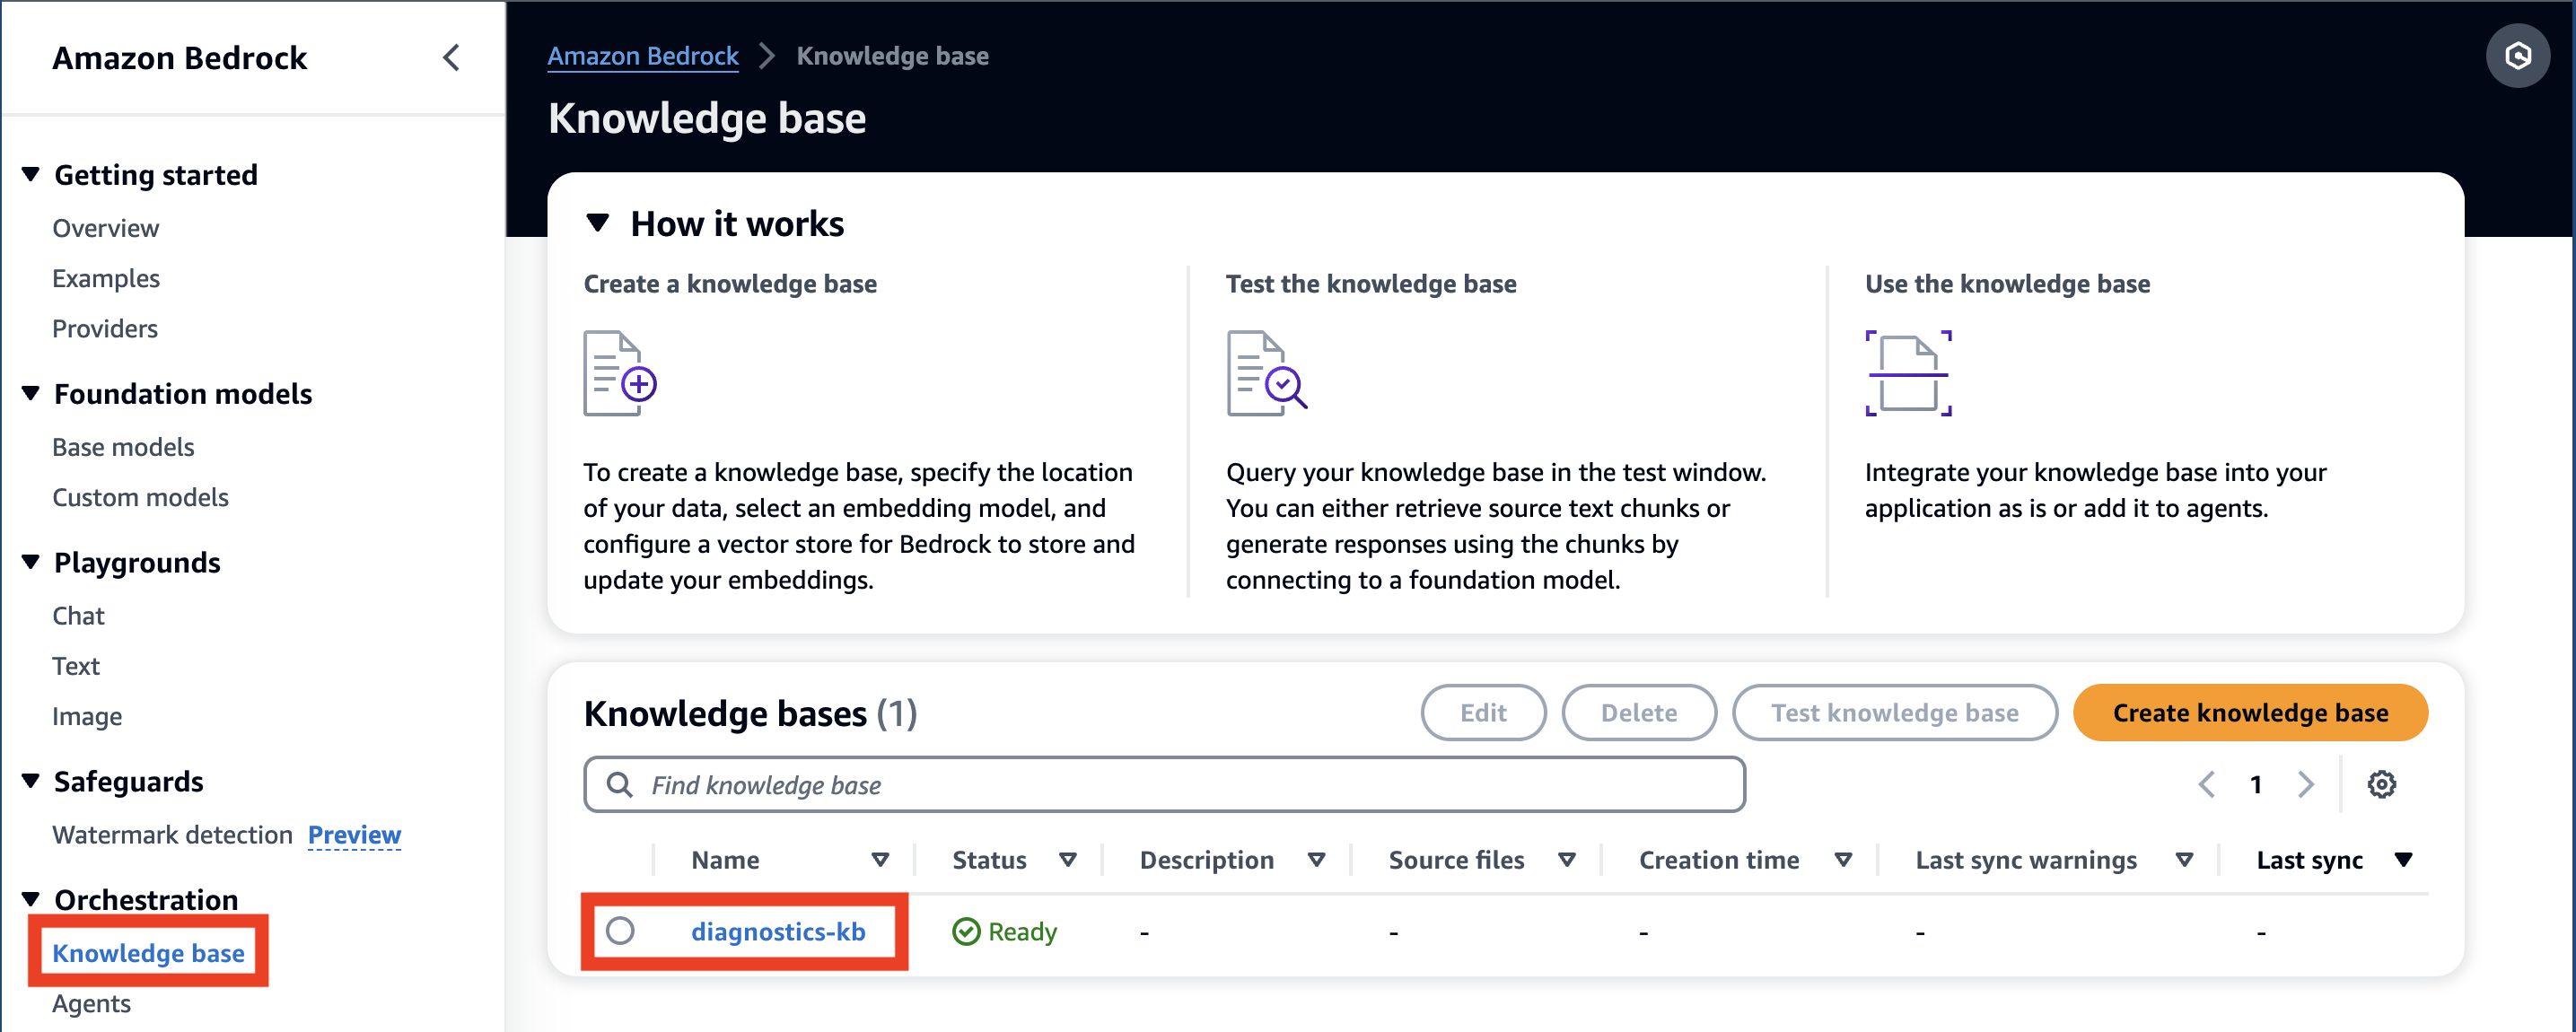 Amazon Bedrock
Getting started
Overview
Examples
Providers
Foundation models
Base models
Custom models
Playgrounds
Chat
Text
Image
Safeguards
Watermark detection Preview
Orchestration
Knowledge base
Agents
Amazon Bedrock Knowledge base
Knowledge base
How it works
Create a knowledge base
To create a knowledge base, specify the location
of your data, select an embedding model, and
configure a vector store for Bedrock to store and
update your embeddings.
Test the knowledge base
Query your knowledge base in the test window.
You can either retrieve source text chunks or
generate responses using the chunks by
connecting to a foundation model.
Use the knowledge base
Integrate your knowledge base into your
application as is or add it to agents.
Knowledge bases (1)
Edit Delete Test knowledge base Create knowledge base
Find knowledge base
1
Name Status Description Source files Creation time Last sync warnings Last sync
diagnostics-kb Ready - - - - -